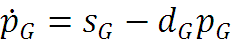 ṗ_G = s_G − d_G p_G